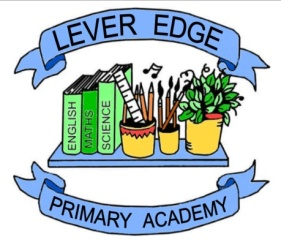 LEVER EDGE
ENGLISH
MATHS
SCIENCE
PRIMARY ACADEMY